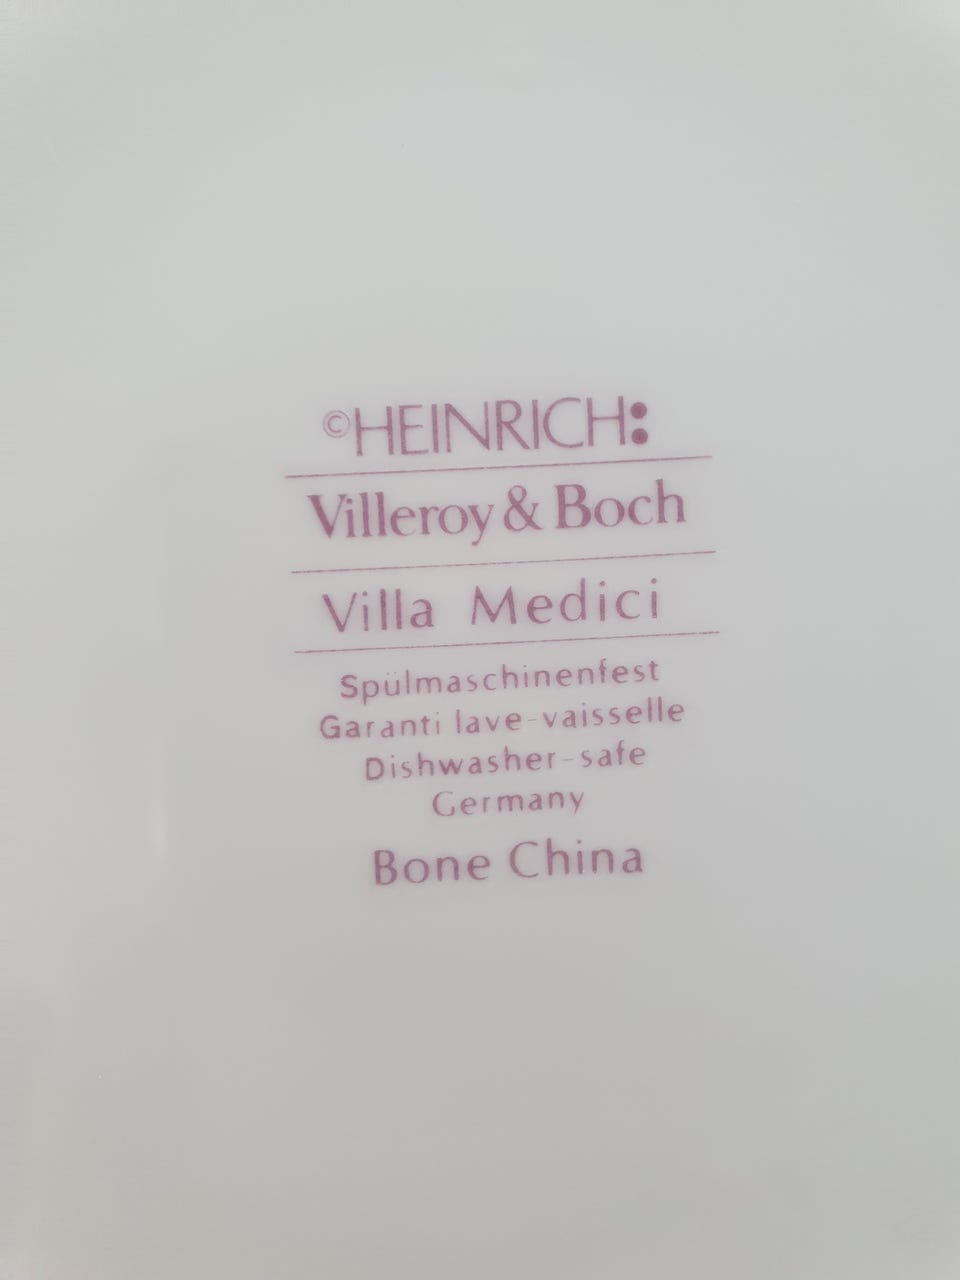 ©HEINRICH:
Villeroy & Boch
Villa Medici
Spülmaschinenfest
Garanti lave-vaisselle
Dishwasher-safe
Germany
Bone China